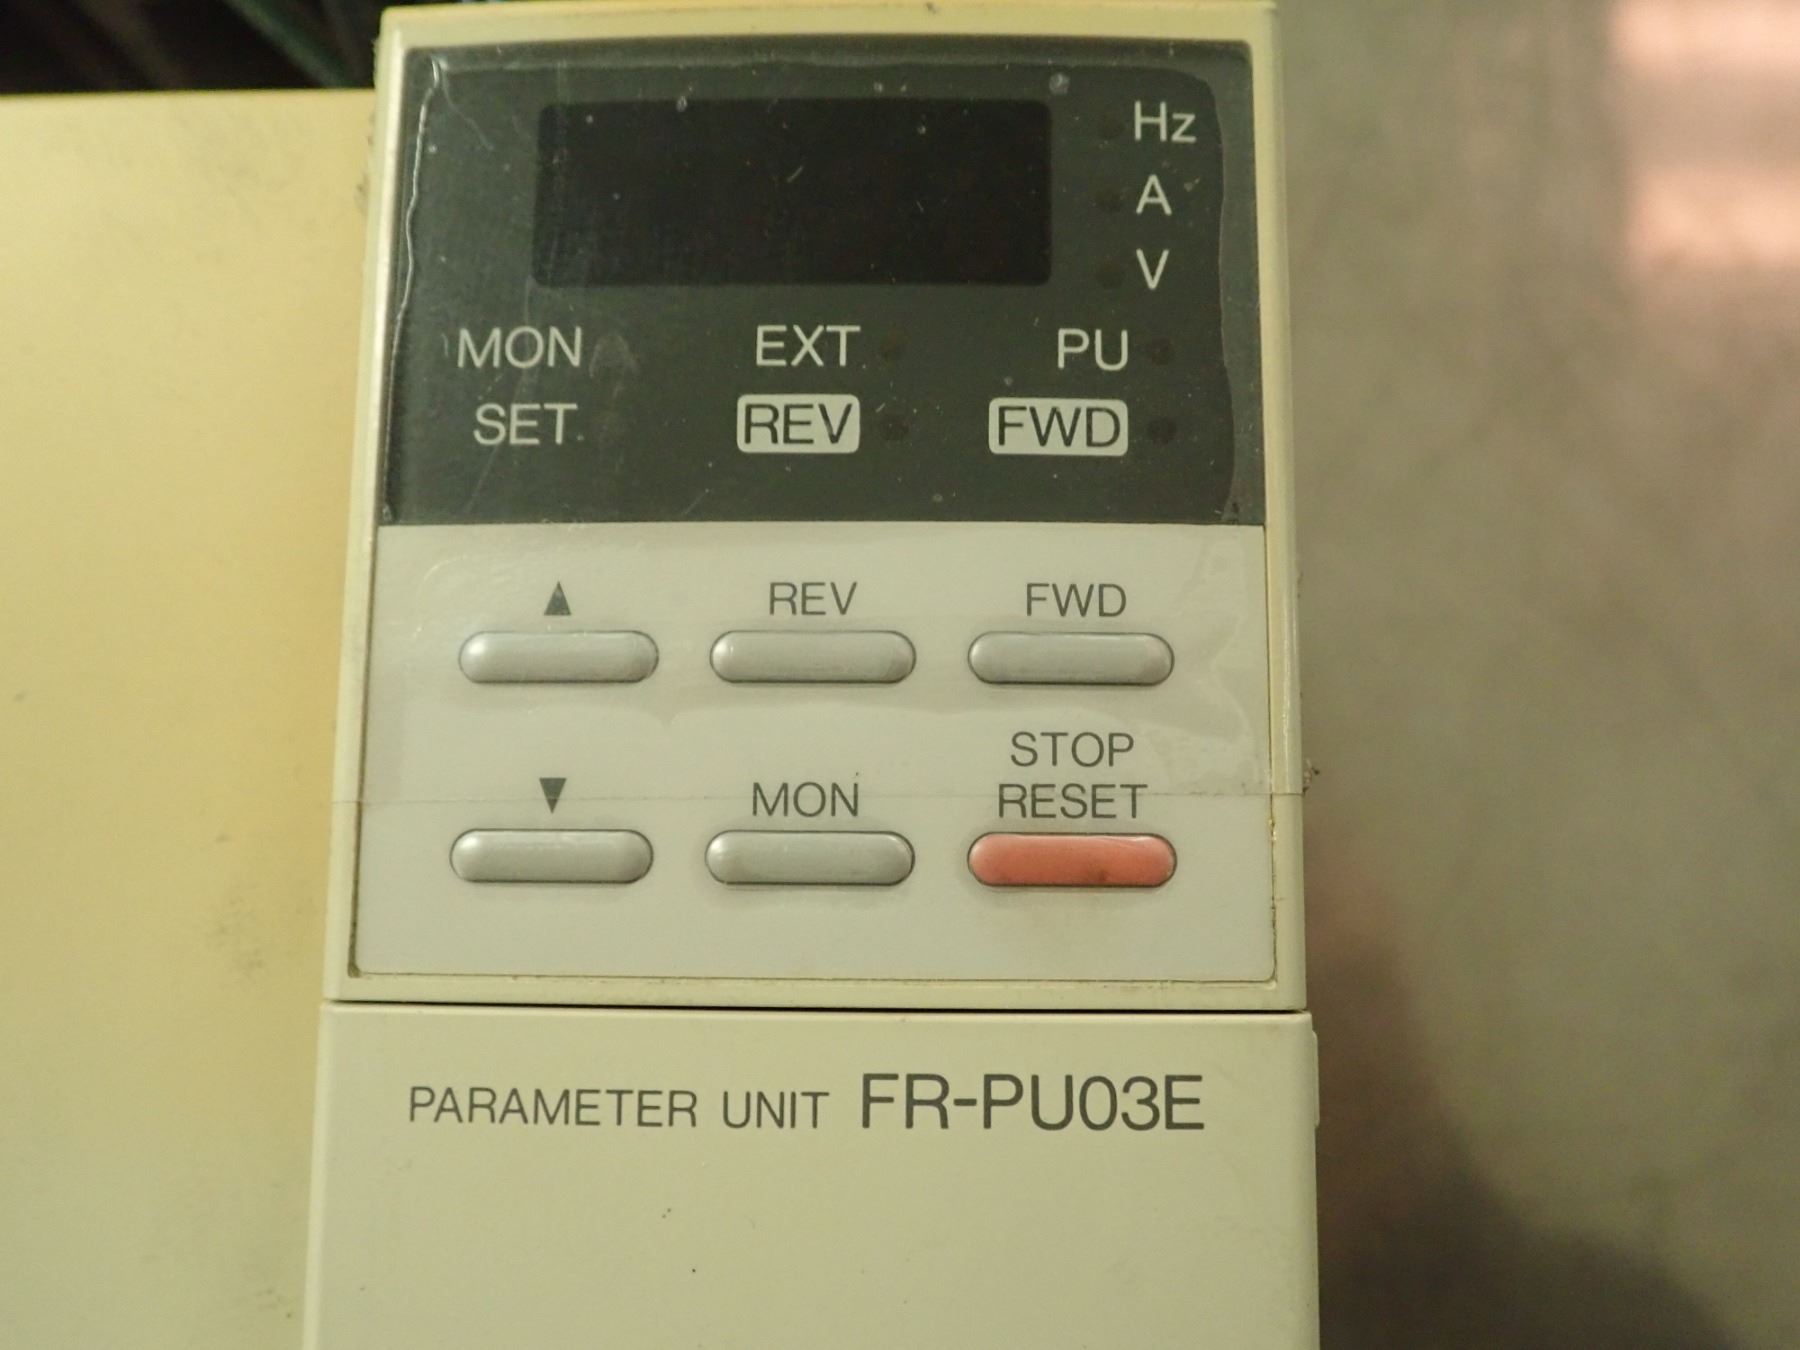 Hz
A
V
MON EXT PU
SET REV FWD
▲ REV FWD
STOP
▼ MON RESET
PARAMETER UNIT FR-PU03E